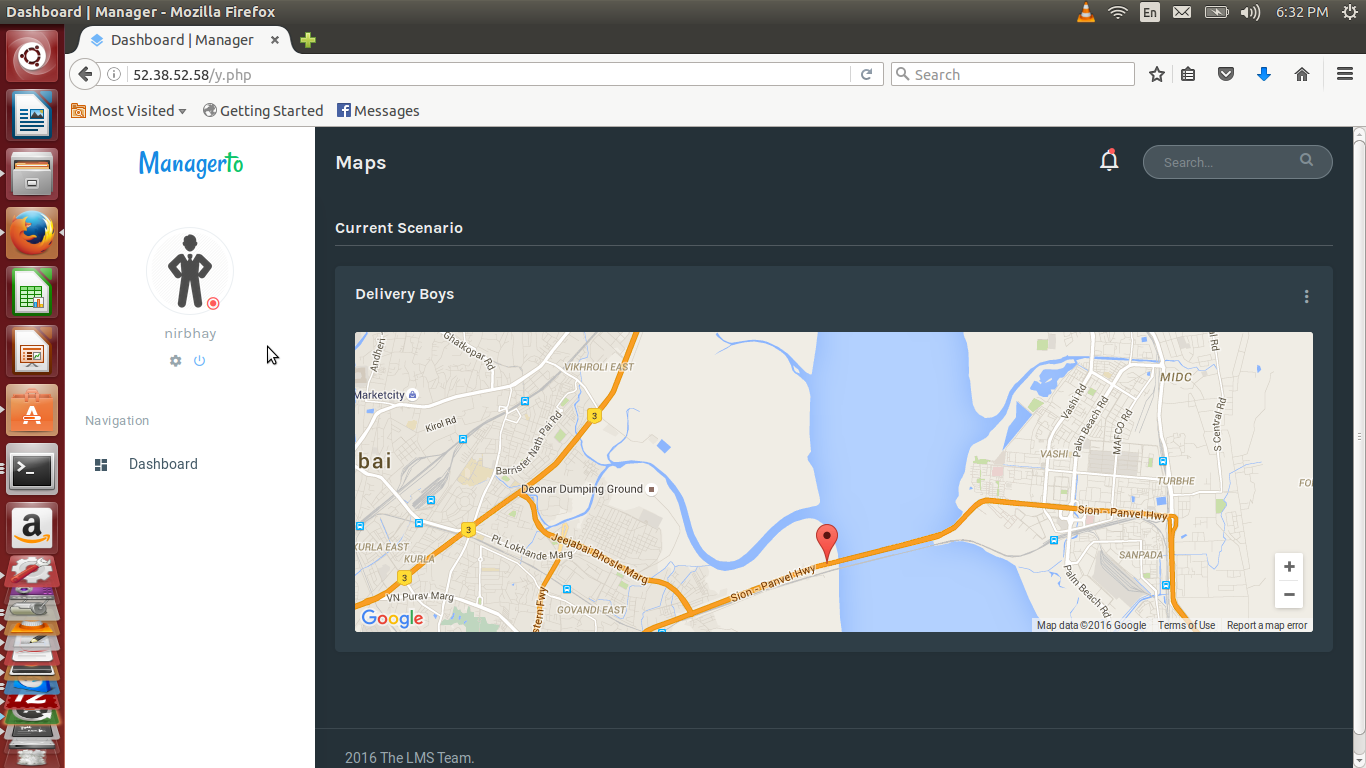 Dashboard | Manager - Mozilla Firefox
En
6:32 PM
Dashboard | Manager
52.38.52.58/y.php
Search
Most Visited
Getting Started
Messages
Managerto
nirbhay
Navigation
Dashboard
Maps
Search...
Current Scenario
Delivery Boys
Andhen
Ghatkopar Rd
VIKHROLI EAST
Marketcity
Kirol Rd
3
Barrister Nath Pai Rd
bai
Deonar Dumping Ground
3
KURLA EAST
KURLA
PL Lokhande Marg
Jeejabai Bhosle Marg
3
VN Purav Marg
GOVANDI EAST
stern Fwy
Sion - Panvel Hwy
MIDC
Vashi Rd
Palm Beach Rd
MAFCO Rd
S Central Rd
VASHI
TURBHE
FO
Sion - Panvel Hwy
SANPADA
Palm Beach Rd
+
−
Google
Map data ©2016 Google
Terms of Use
Report a map error
2016 The LMS Team.